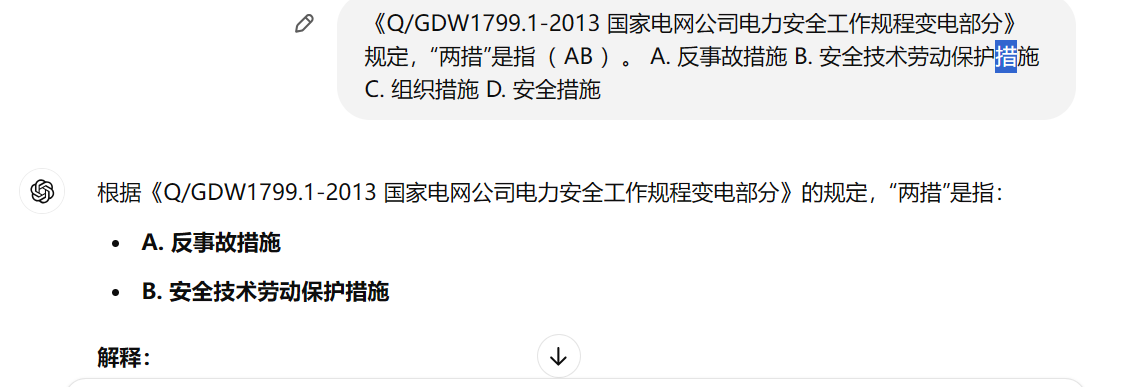 《Q/GDW1799.1-2013 国家电网公司电力安全工作规程变电部分》
规定，“两措”是指（ AB ）。 A. 反事故措施 B. 安全技术劳动保护措施
C. 组织措施 D. 安全措施
根据《Q/GDW1799.1-2013 国家电网公司电力安全工作规程变电部分》的规定，“两措”是指：
• A. 反事故措施
• B. 安全技术劳动保护措施
解释：